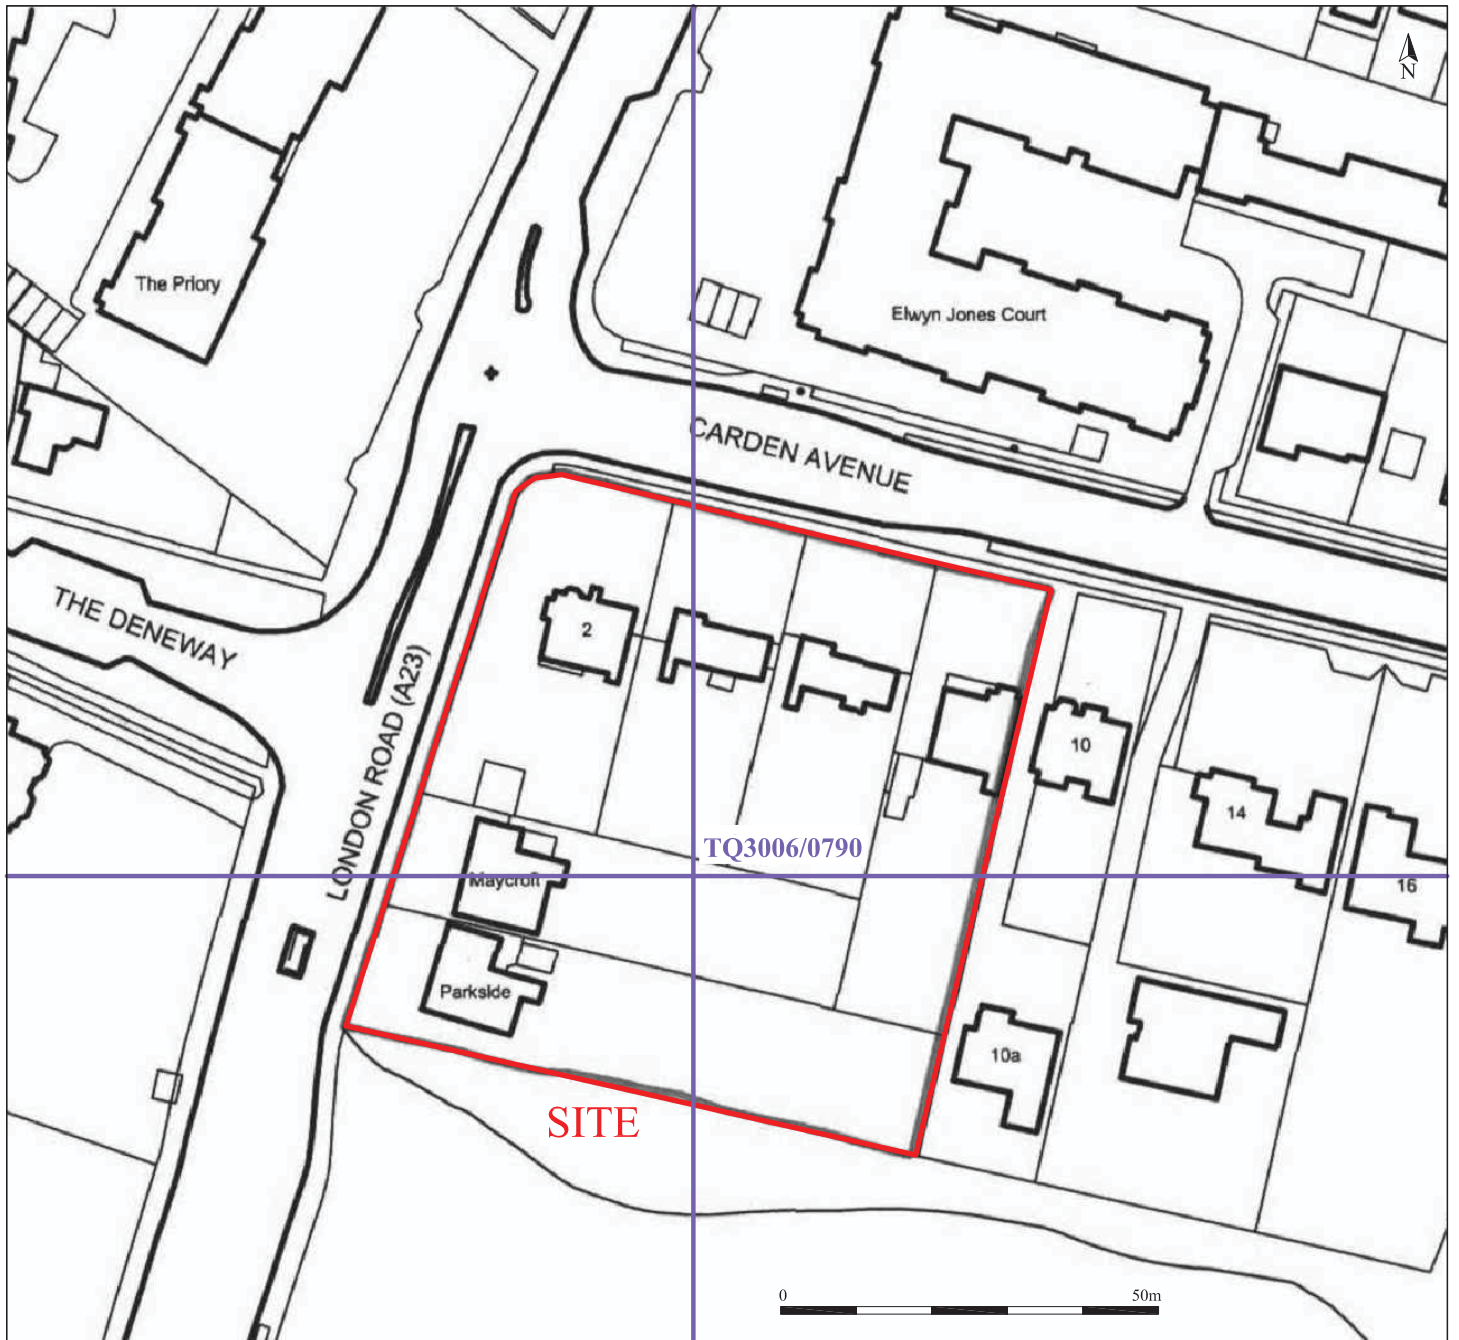 N
The Priory
Elwyn Jones Court
CARDEN AVENUE
THE DENEWAY
2
LONDON ROAD (A23)
10
14
TQ3006/0790
16
Maycroft
Parkside
10a
SITE
0 50m